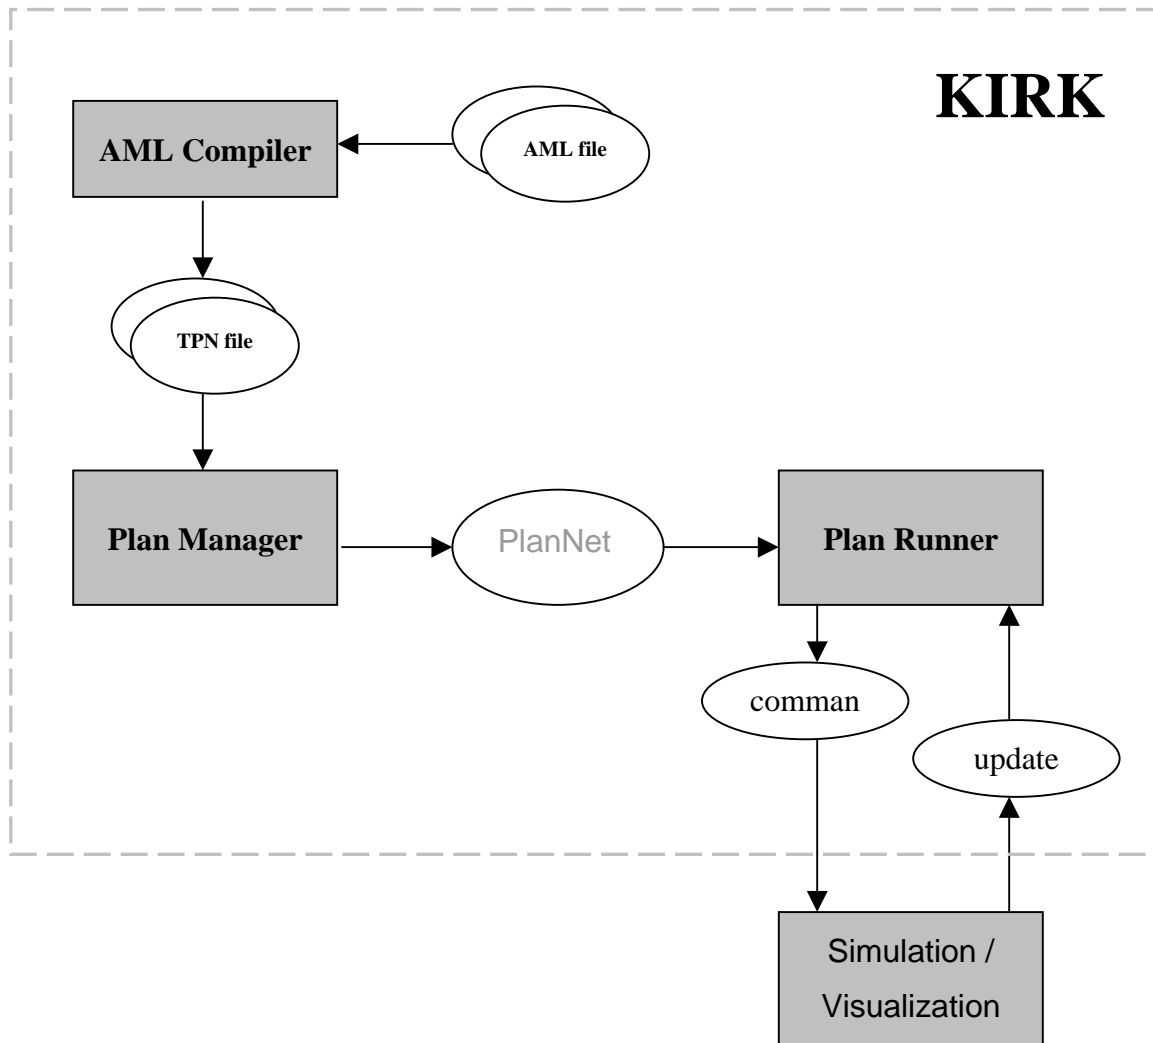 KIRK
AML Compiler
AML file
TPN file
Plan Manager
PlanNet
Plan Runner
comman
update
Simulation /
Visualization